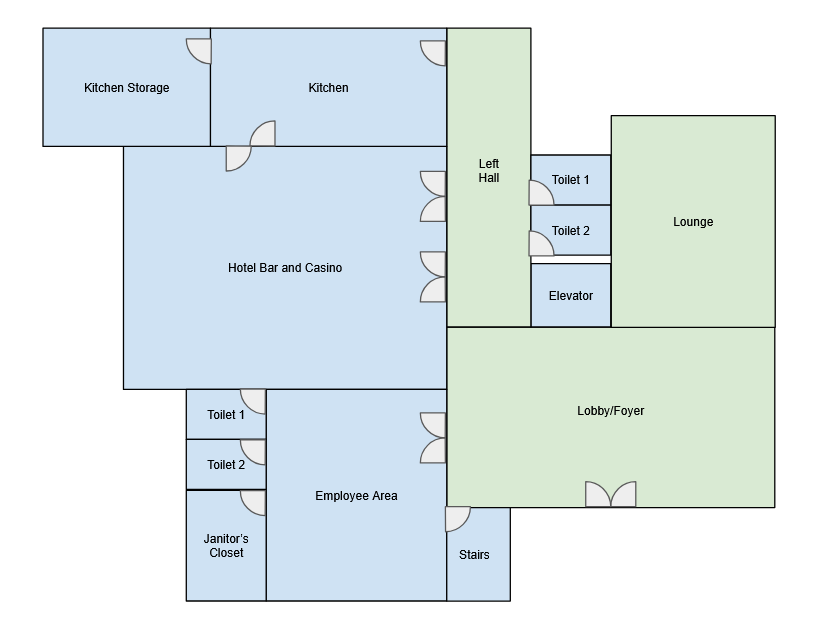 Kitchen Storage
Kitchen
Left
Hall
Toilet 1
Lounge
Toilet 2
Hotel Bar and Casino
Elevator
Lobby/Foyer
Toilet 1
Toilet 2
Employee Area
Janitor's
Closet
Stairs